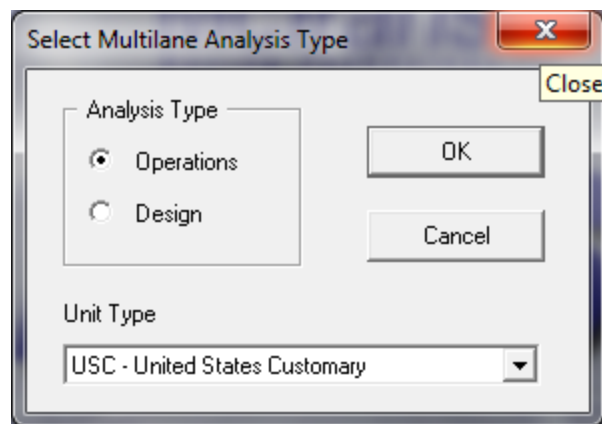 Select Multilane Analysis Type
Close
Analysis Type
Operations
Design
OK
Cancel
Unit Type
USC - United States Customary